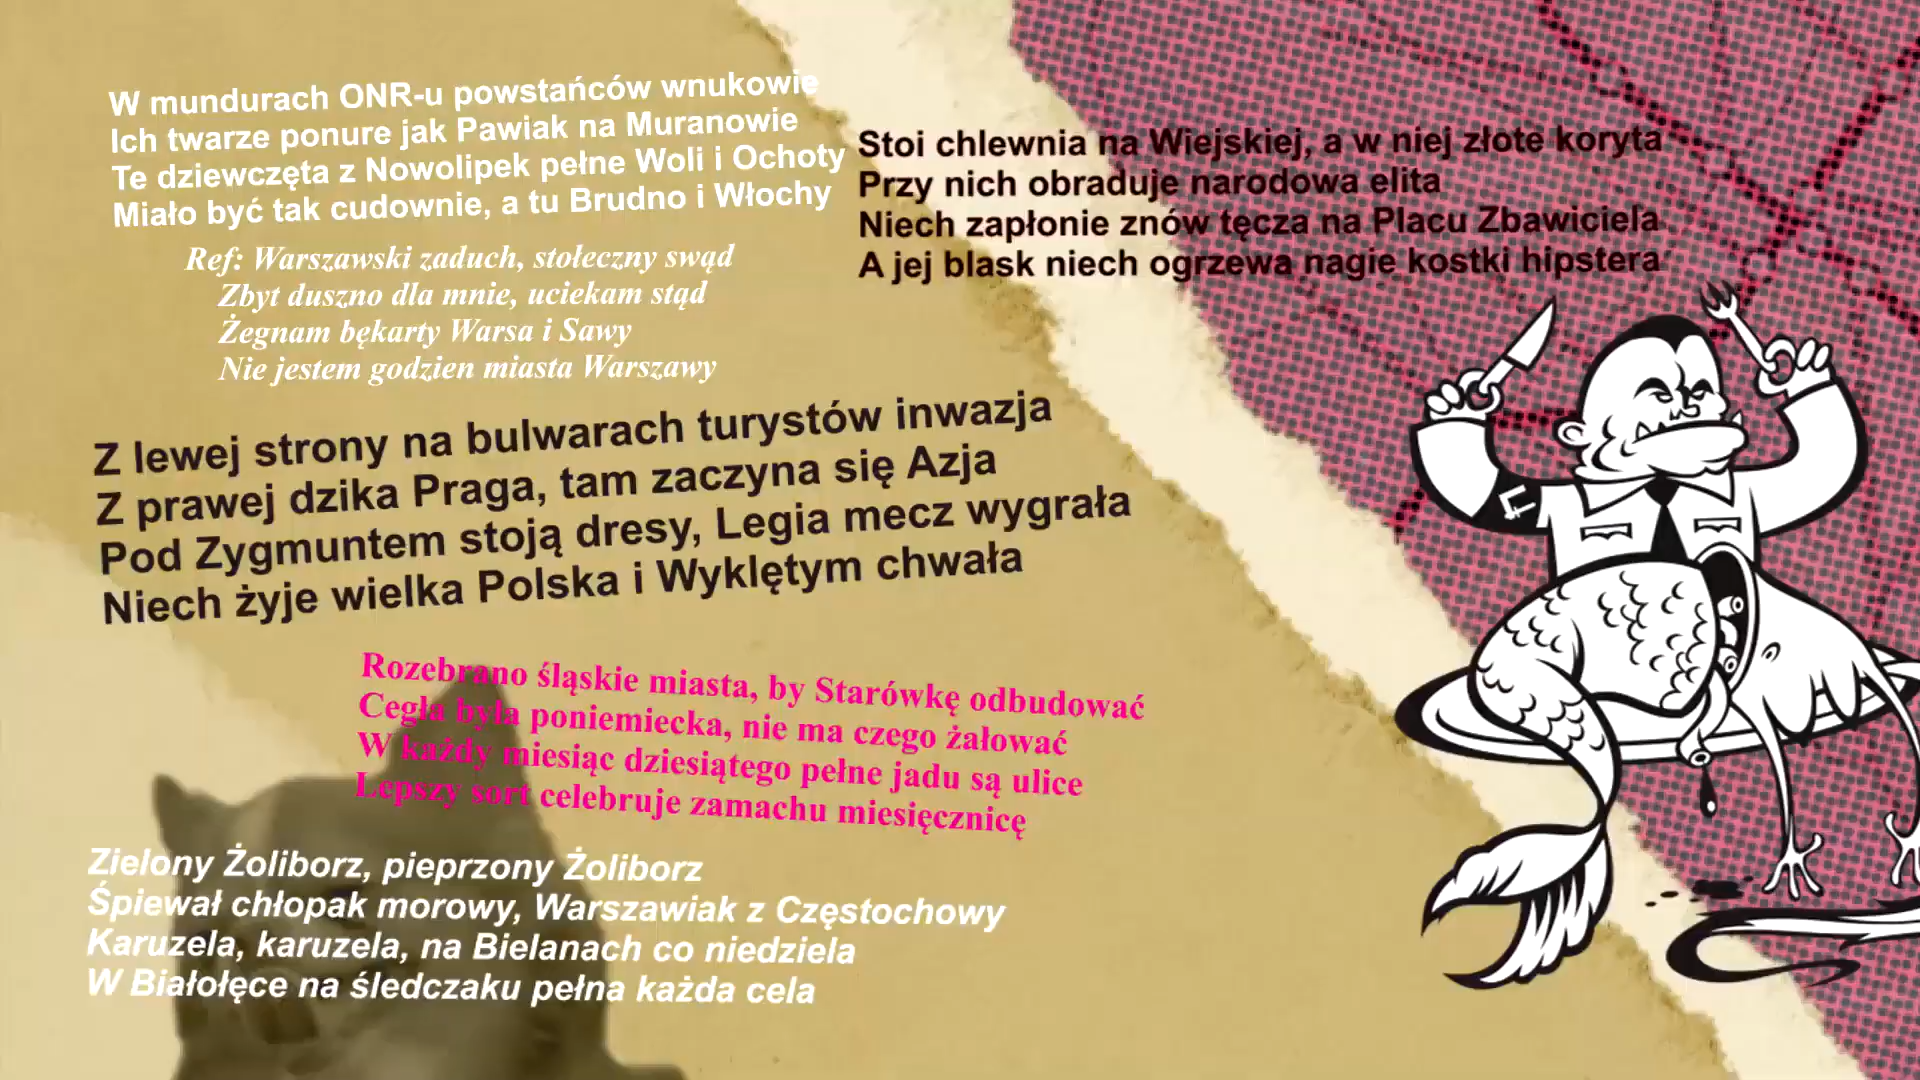 W mundurach ONR-u powstańców wnukowie
Ich twarze ponure jak Pawiak na Muranowie
Te dziewczęta z Nowolipek pełne Woli i Ochoty
Miało być tak cudownie, a tu Brudno i Włochy
Ref: Warszawski zaduch, stołeczny swąd
Zbyt duszno dla mnie, uciekam stąd
Żegnam bękarty Warsa i Sawy
Nie jestem godzien miasta Warszawy
Stoi chlewnia na Wiejskiej, a w niej złote koryta
Przy nich obraduje narodowa elita
Niech zapłonie znów tęcza na Placu Zbawiciela
A jej blask niech ogrzewa nagie kostki hipstera
Z lewej strony na bulwarach turystów inwazja
Z prawej dzika Praga, tam zaczyna się Azja
Pod Zygmuntem stoją dresy, Legia mecz wygrała
Niech żyje wielka Polska i Wyklętym chwała
Rozebrano śląskie miasta, by Starówkę odbudować
Cegła była poniemiecka, nie ma czego żałować
W każdy miesiąc dziesiątego pełne jadu są ulice
Lepszy sort celebruje zamachu miesięcznicę
Zielony Żoliborz, pieprzony Żoliborz
Śpiewał chłopak morowy, Warszawiak z Częstochowy
Karuzela, karuzela, na Bielanach co niedziela
W Białołęce na śledczaku pełna każda cela